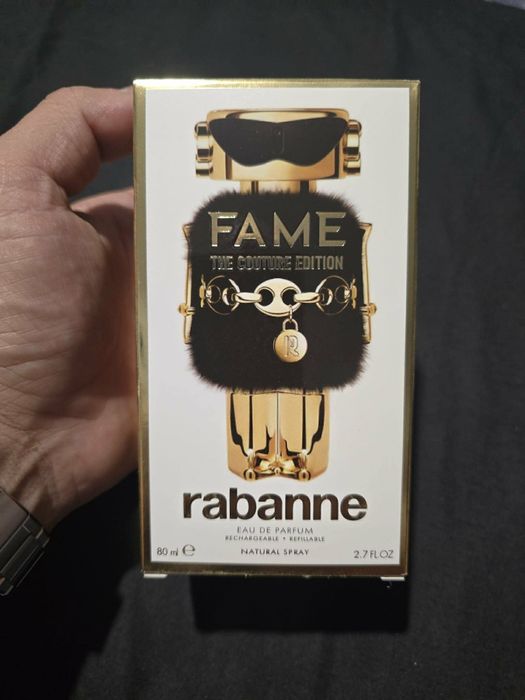 FAME
THE COUTURE EDITION
R
rabanne
EAU DE PARFUM
RECHARGEABLE • REFILLABLE
80 ml ℮ NATURAL SPRAY 2.7 FL OZ